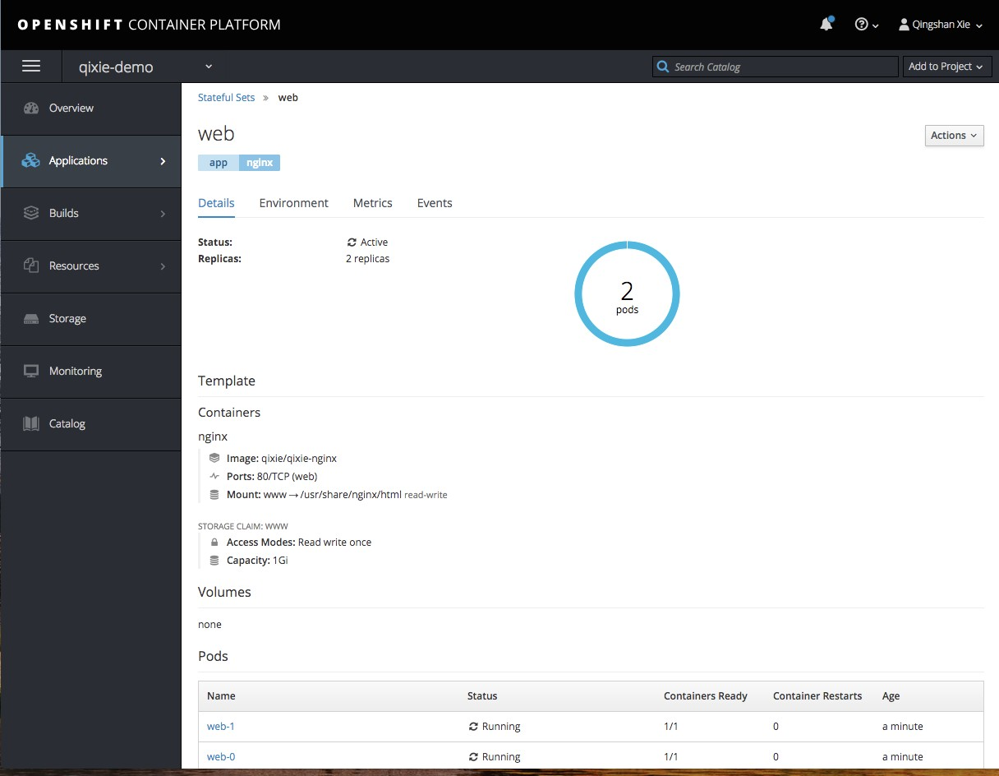 OPENSHIFT CONTAINER PLATFORM
Qingshan Xie
qixie-demo
Search Catalog
Add to Project
Overview
Applications
Builds
Resources
Storage
Monitoring
Catalog
Stateful Sets » web
web
Actions
app nginx
Details Environment Metrics Events
Status: Active
Replicas: 2 replicas
2
pods
Template
Containers
nginx
Image: qixie/qixie-nginx
Ports: 80/TCP (web)
Mount: www → /usr/share/nginx/html read-write
STORAGE CLAIM: WWW
Access Modes: Read write once
Capacity: 1Gi
Volumes
none
Pods
Name Status Containers Ready Container Restarts Age
web-1 Running 1/1 0 a minute
web-0 Running 1/1 0 a minute